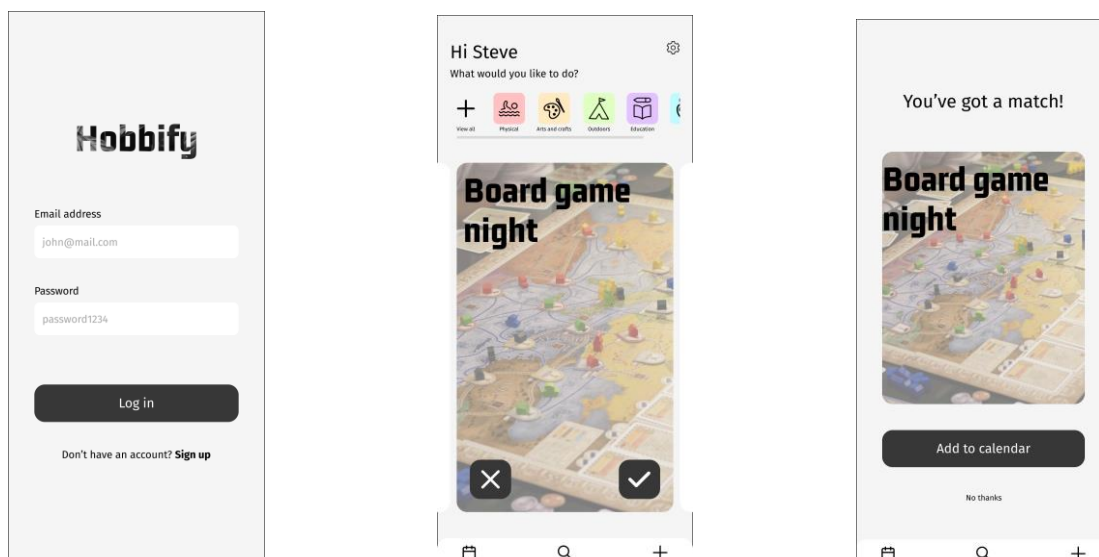 Hobbify
Email address
john@mail.com
Password
password1234
Log in
Don't have an account? Sign up
Hi Steve
What would you like to do?
View all
Physical
Arts and crafts
Outdoors
Education
Board game
night
You've got a match!
Board game
night
Add to calendar
No thanks